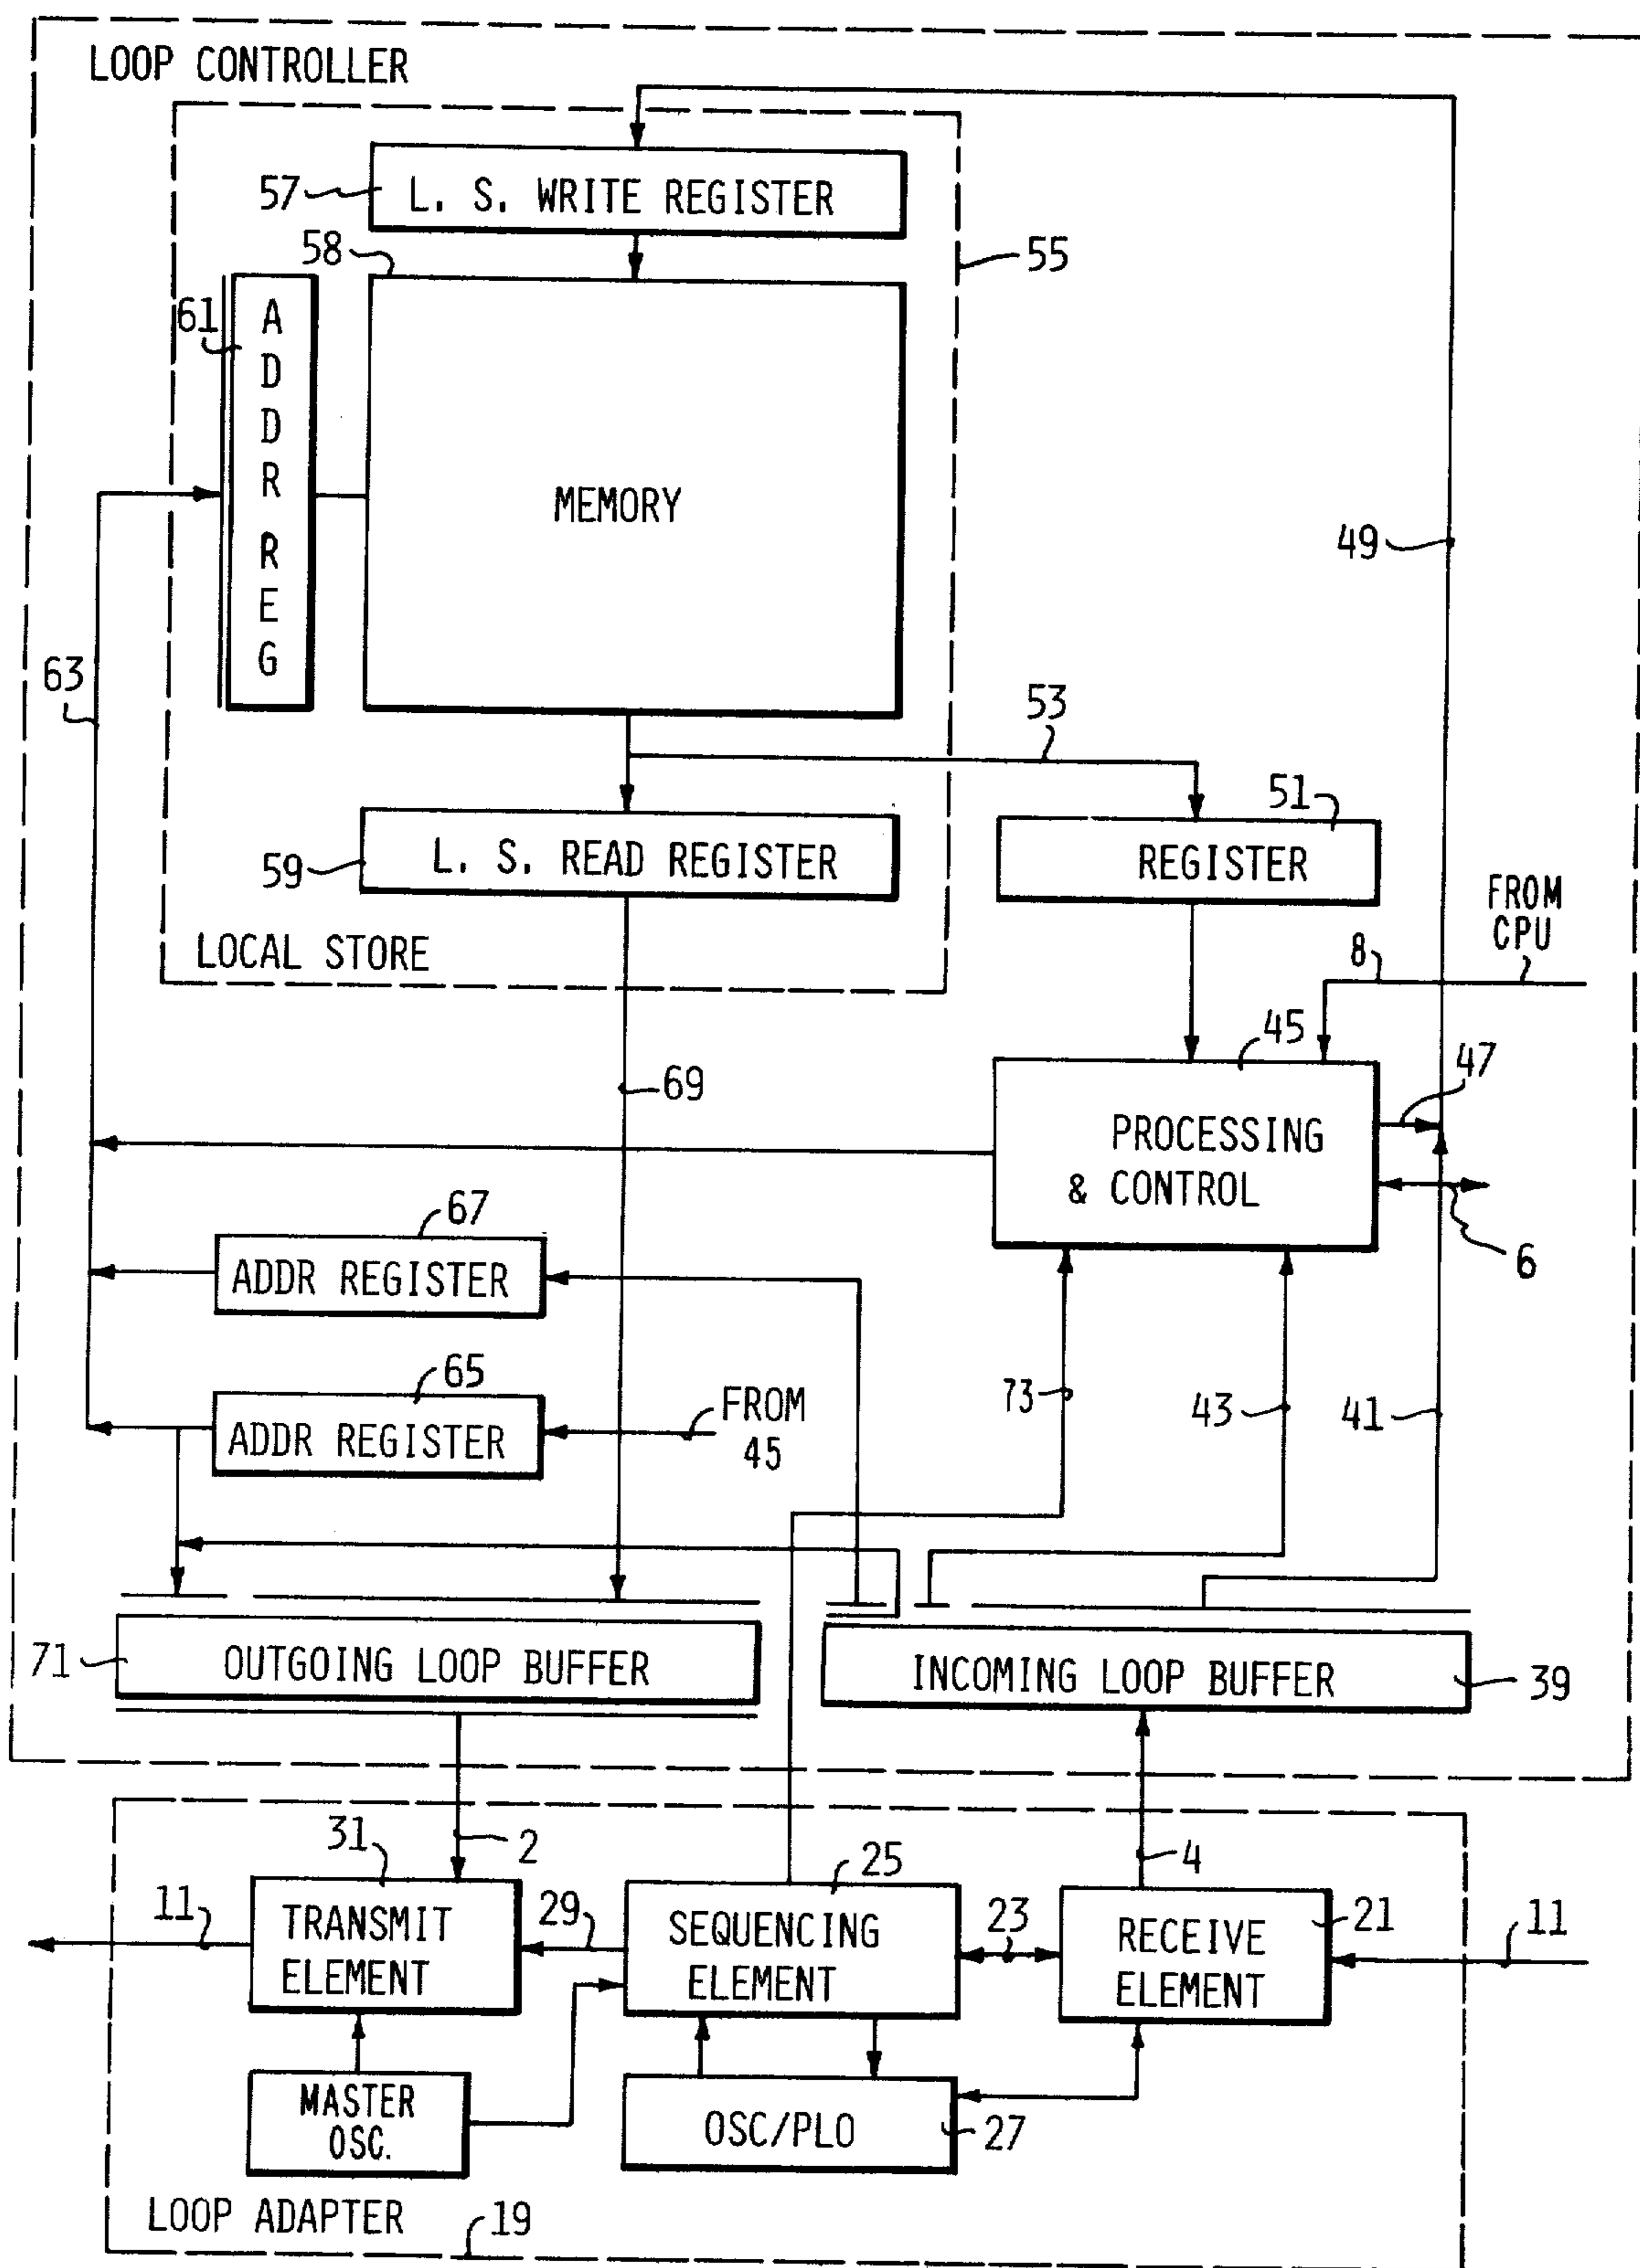 LOOP CONTROLLER
57
L. S. WRITE REGISTER
58
55
61
A
D
D
R
R
E
G
MEMORY
49
63
53
51
59
L. S. READ REGISTER
REGISTER
FROM
CPU
LOCAL STORE
8
45
47
69
PROCESSING
& CONTROL
67
6
ADDR REGISTER
65
73
43
41
FROM
45
ADDR REGISTER
71
OUTGOING LOOP BUFFER
INCOMING LOOP BUFFER
39
31
2
25
4
11
TRANSMIT
ELEMENT
29
SEQUENCING
ELEMENT
23
RECEIVE
ELEMENT
21
11
MASTER
OSC.
OSC/PLO
27
LOOP ADAPTER
19